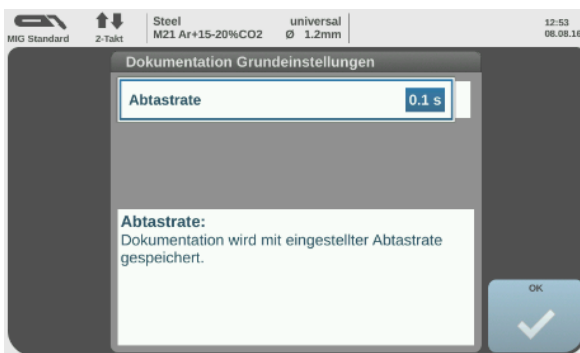 MIG Standard
2-Takt
Steel universal
M21 Ar+15-20%CO2 Ø 1.2mm
12:53
08.08.16
Dokumentation Grundeinstellungen
Abtastrate 0.1 s
Abtastrate:
Dokumentation wird mit eingestellter Abtastrate
gespeichert.
OK